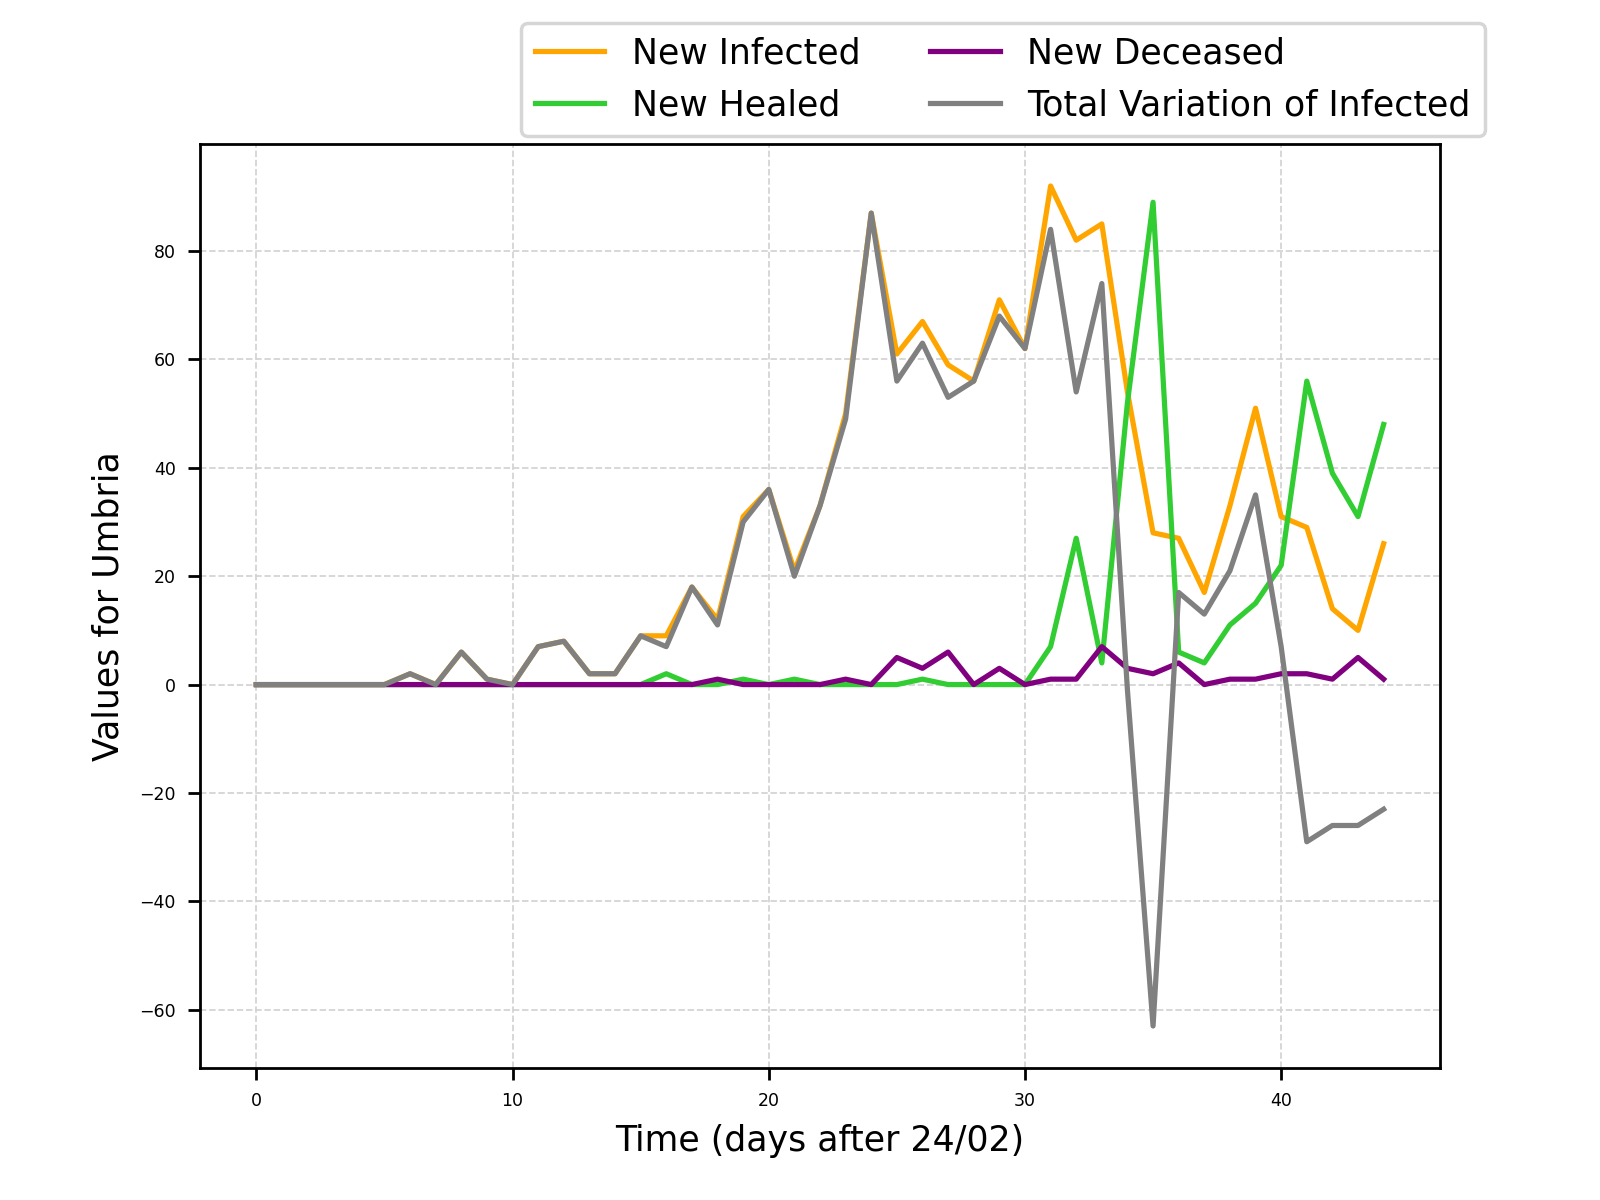 New Infected
New Healed
New Deceased
Total Variation of Infected
Values for Umbria
80
60
40
20
0
−20
−40
−60
0 10 20 30 40
Time (days after 24/02)